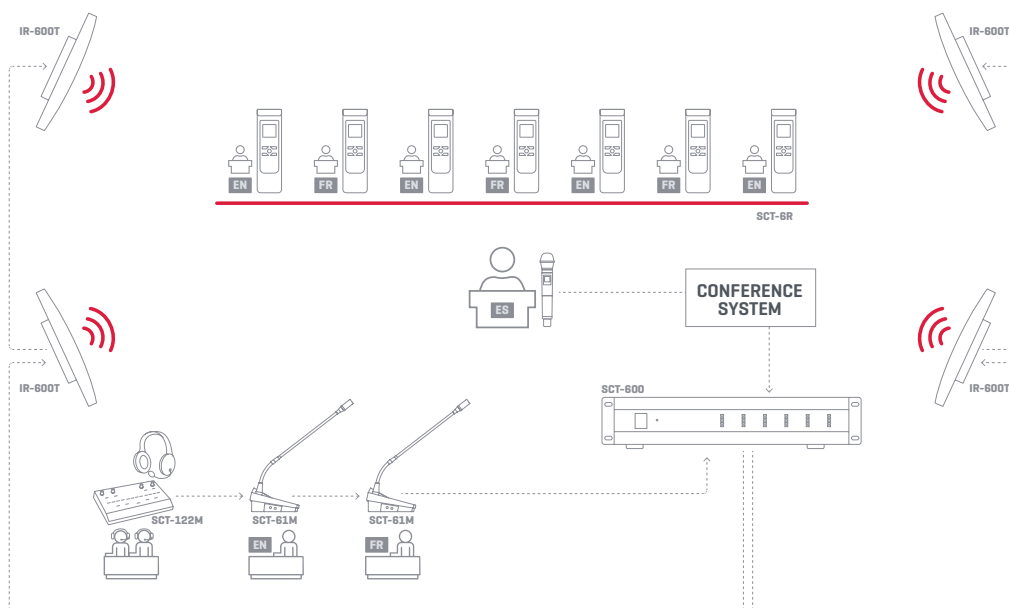 IR-600T
IR-600T
EN
FR
EN
FR
EN
FR
EN
SCT-6R
ES
CONFERENCE
SYSTEM
IR-600T
SCT-600
IR-600T
SCT-122M
SCT-61M
SCT-61M
EN
FR